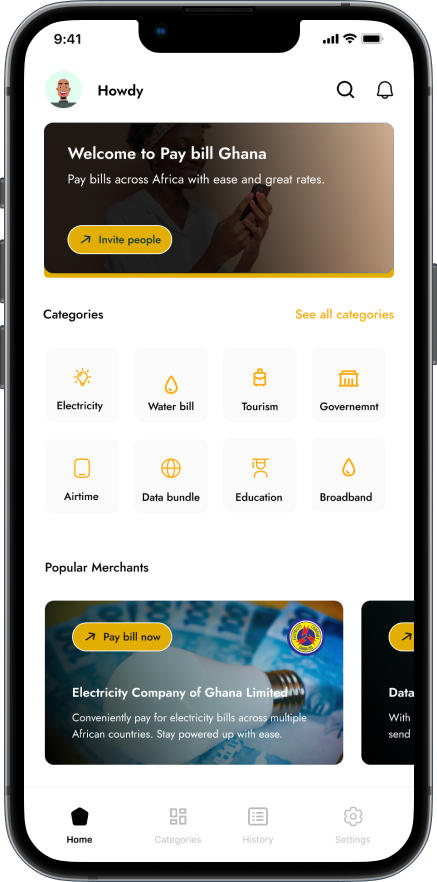 9:41
Howdy
Welcome to Pay bill Ghana
Pay bills across Africa with ease and great rates.
Invite people
Categories
See all categories
Electricity
Water bill
Tourism
Governemnt
Airtime
Data bundle
Education
Broadband
Popular Merchants
Pay bill now
Electricity Company of Ghana Limited
Conveniently pay for electricity bills across multiple
African countries. Stay powered up with ease.
Data
With
send
Home
Categories
History
Settings